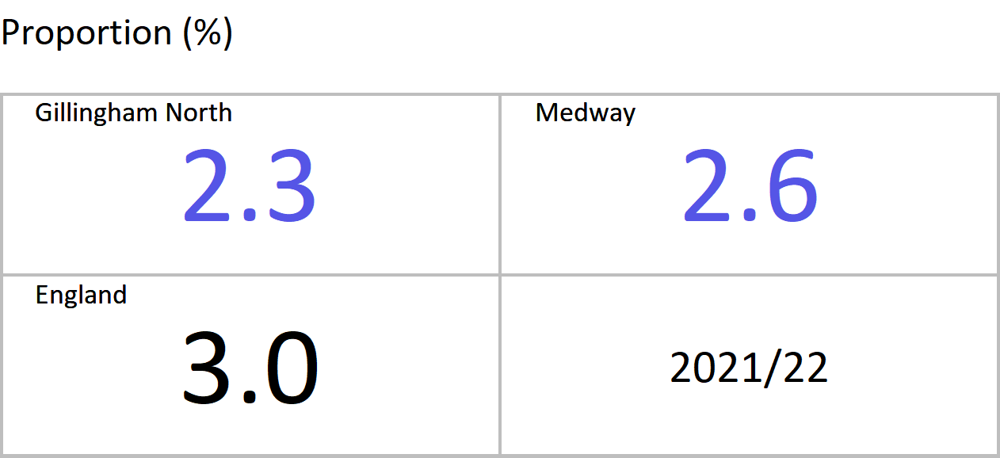 Proportion (%)
Gillingham North
2.3
Medway
2.6
England
3.0
2021/22